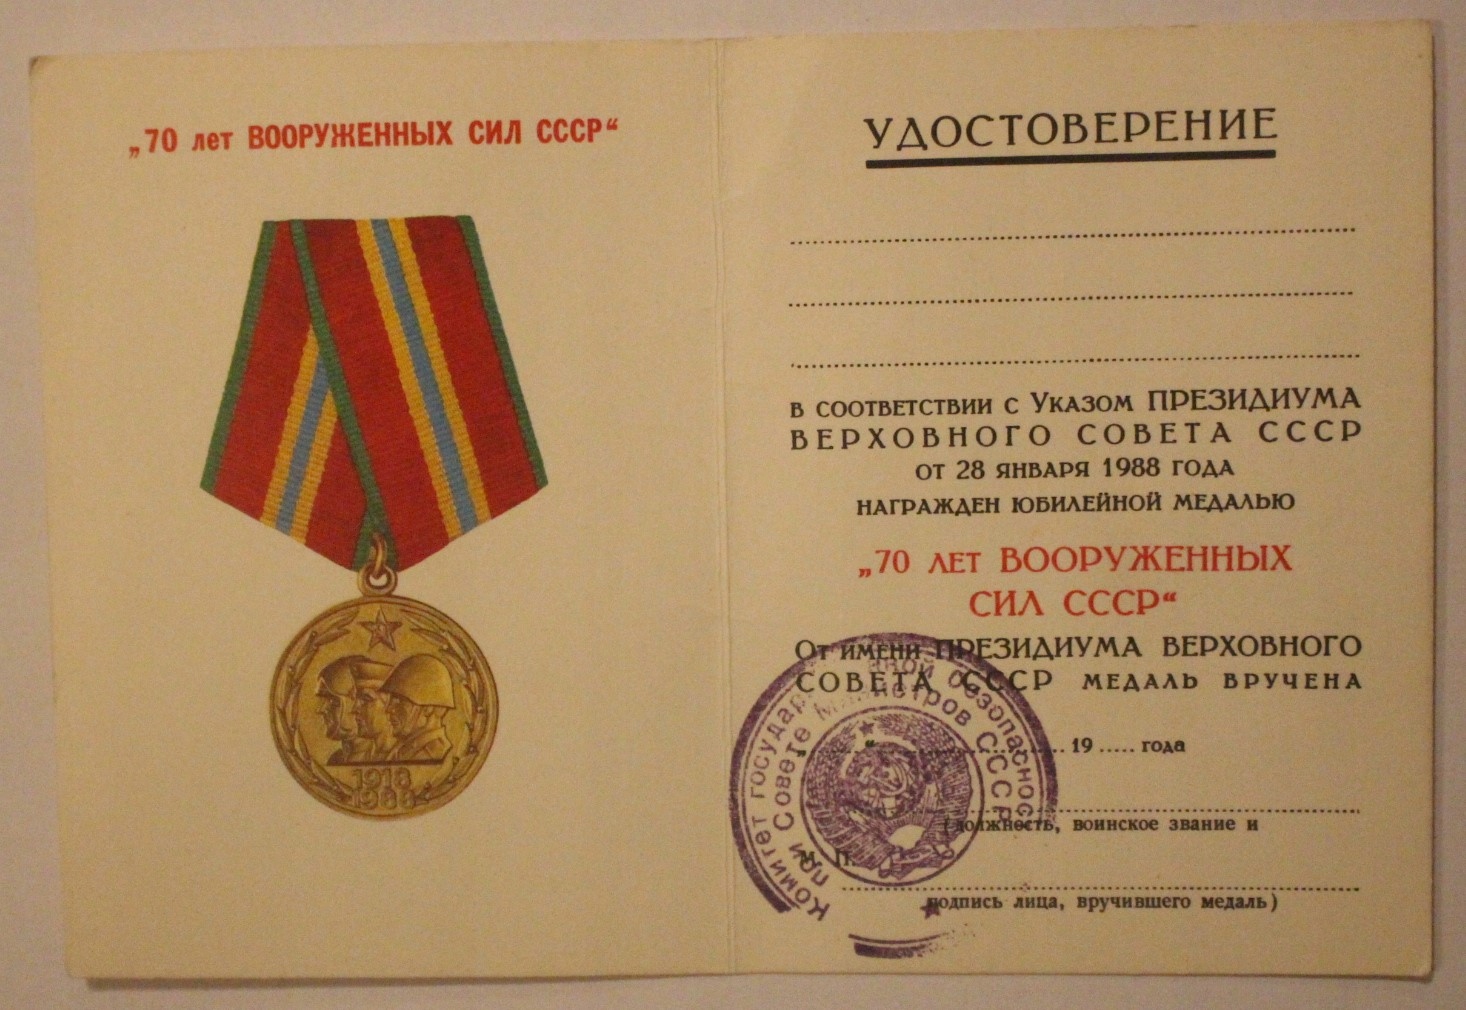 „70 лет ВООРУЖЕННЫХ СИЛ СССР“
1918
1988
УДОСТОВЕРЕНИЕ
В СООТВЕТСТВИИ С УКАЗОМ ПРЕЗИДИУМА
ВЕРХОВНОГО СОВЕТА СССР
ОТ 28 ЯНВАРЯ 1988 ГОДА
НАГРАЖДЕН ЮБИЛЕЙНОЙ МЕДАЛЬЮ
„70 ЛЕТ ВООРУЖЕННЫХ
СИЛ СССР“
ОТ ИМЕНИ ПРЕЗИДИУМА ВЕРХОВНОГО
СОВЕТА СССР МЕДАЛЬ ВРУЧЕНА
„.......“.......................... 19 ..... года
(должность, воинское звание и
М. П.
подпись лица, вручившего медаль)
Комитет государ вной безопасности
при Совете Министров СССР